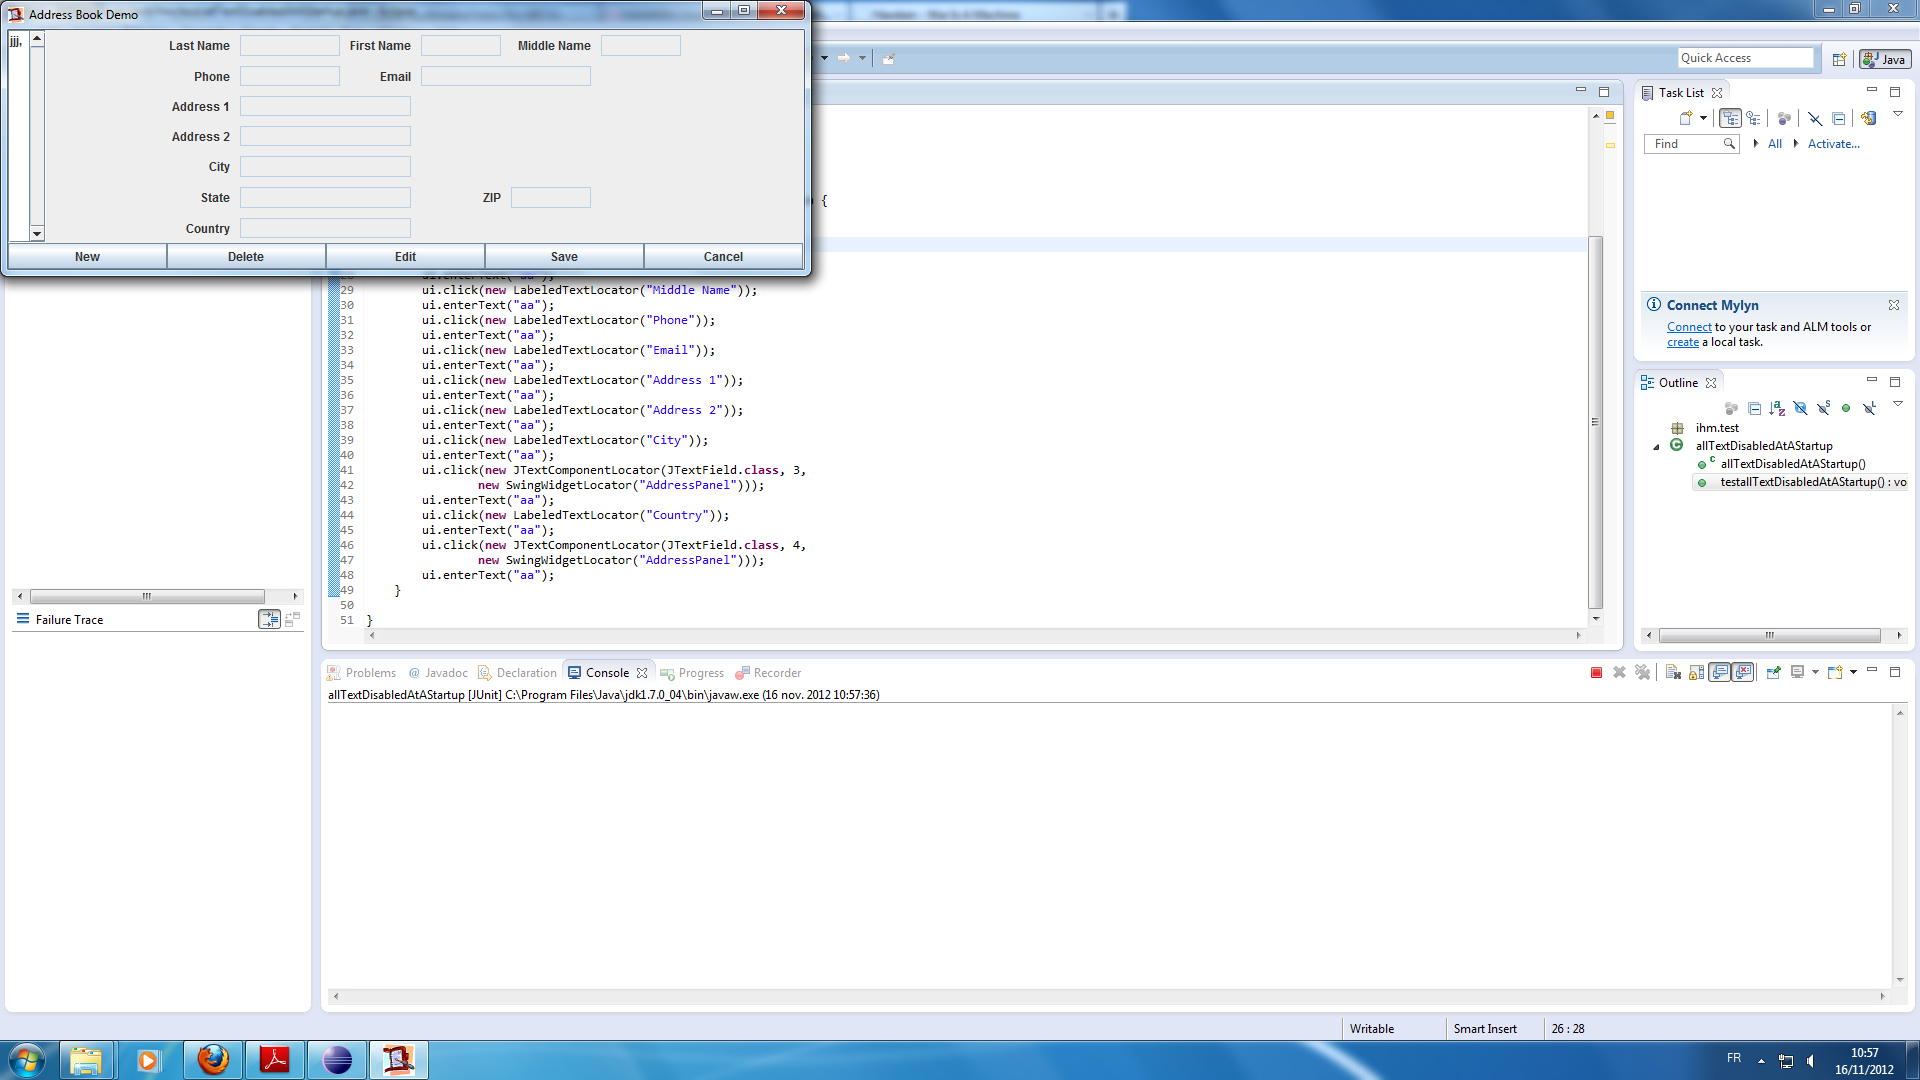 Address Book Demo
jjj,
Last Name
First Name
Middle Name
Phone
Email
Address 1
Address 2
City
State
ZIP
Country
New
Delete
Edit
Save
Cancel
Quick Access
Java
{
29 ui.click(new LabeledTextLocator("Middle Name"));
30 ui.enterText("aa");
31 ui.click(new LabeledTextLocator("Phone"));
32 ui.enterText("aa");
33 ui.click(new LabeledTextLocator("Email"));
34 ui.enterText("aa");
35 ui.click(new LabeledTextLocator("Address 1"));
36 ui.enterText("aa");
37 ui.click(new LabeledTextLocator("Address 2"));
38 ui.enterText("aa");
39 ui.click(new LabeledTextLocator("City"));
40 ui.enterText("aa");
41 ui.click(new JTextComponentLocator(JTextField.class, 3,
42 new SwingWidgetLocator("AddressPanel")));
43 ui.enterText("aa");
44 ui.click(new LabeledTextLocator("Country"));
45 ui.enterText("aa");
46 ui.click(new JTextComponentLocator(JTextField.class, 4,
47 new SwingWidgetLocator("AddressPanel")));
48 ui.enterText("aa");
49 }
50
51 }
Task List
Find
All
Activate...
Connect Mylyn
Connect to your task and ALM tools or
create a local task.
Outline
ihm.test
allTextDisabledAtAStartup
allTextDisabledAtAStartup()
testallTextDisabledAtAStartup() : vo
Failure Trace
Problems
@ Javadoc
Declaration
Console
Progress
Recorder
allTextDisabledAtAStartup [JUnit] C:\Program Files\Java\jdk1.7.0_04\bin\javaw.exe (16 nov. 2012 10:57:36)
Writable
Smart Insert
26 : 28
FR
10:57
16/11/2012